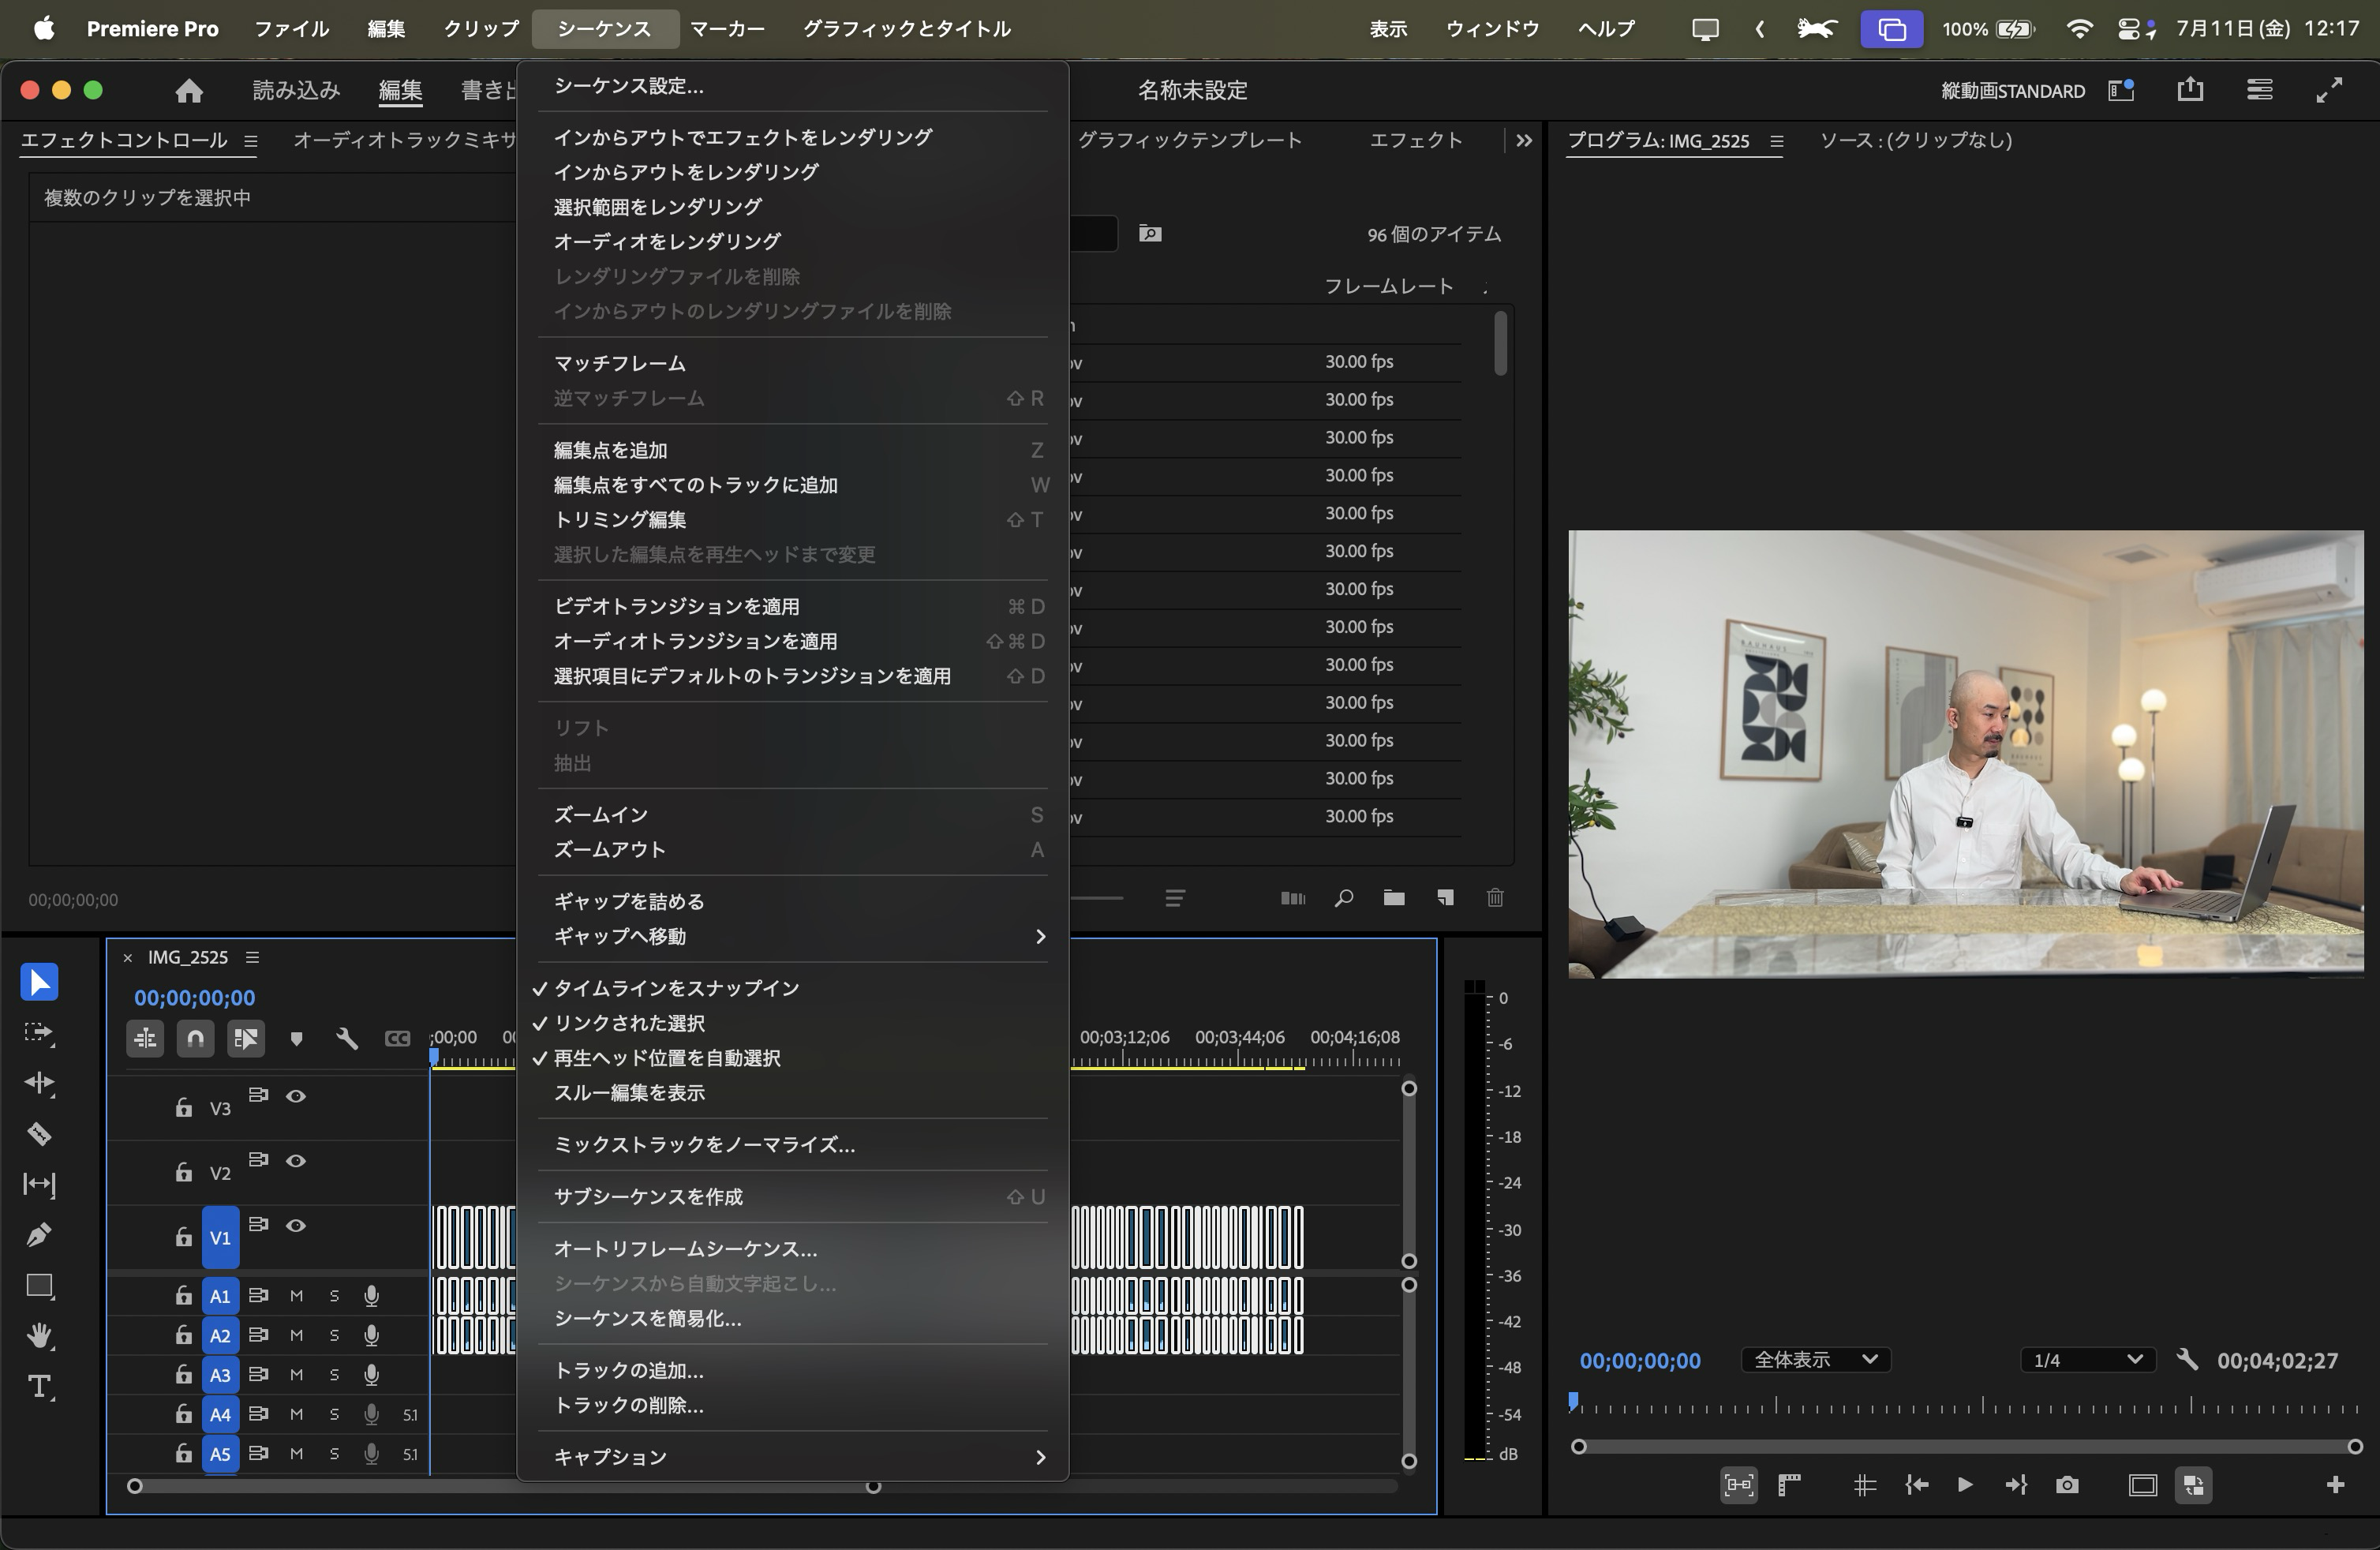 Premiere Pro ファイル 編集 クリップ シーケンス マーカー グラフィックとタイトル 表示 ウィンドウ ヘルプ 100% 7月11日(金) 12:17
読み込み 編集 書き出 名称未設定 縦動画STANDARD
エフェクトコントロール オーディオトラックミキサ グラフィックテンプレート エフェクト プログラム: IMG_2525 ソース : (クリップなし)
複数のクリップを選択中
96 個のアイテム
フレームレート
30.00 fps
30.00 fps
30.00 fps
30.00 fps
30.00 fps
30.00 fps
30.00 fps
30.00 fps
30.00 fps
30.00 fps
30.00 fps
30.00 fps
30.00 fps
00;00;00;00
シーケンス設定...
インからアウトでエフェクトをレンダリング
インからアウトをレンダリング
選択範囲をレンダリング
オーディオをレンダリング
レンダリングファイルを削除
インからアウトのレンダリングファイルを削除
マッチフレーム
逆マッチフレーム ⇧ R
編集点を追加 Z
編集点をすべてのトラックに追加 W
トリミング編集 ⇧ T
選択した編集点を再生ヘッドまで変更
ビデオトランジションを適用 ⌘ D
オーディオトランジションを適用 ⇧ ⌘ D
選択項目にデフォルトのトランジションを適用 ⇧ D
リフト
抽出
ズームイン S
ズームアウト A
ギャップを詰める
ギャップへ移動
✓ タイムラインをスナップイン
✓ リンクされた選択
✓ 再生ヘッド位置を自動選択
スルー編集を表示
ミックストラックをノーマライズ...
サブシーケンスを作成 ⇧ U
オートリフレームシーケンス...
シーケンスから自動文字起こし...
シーケンスを簡易化...
トラックの追加...
トラックの削除...
キャプション
× IMG_2525
00;00;00;00
CC ;00;00 00;03;12;06 00;03;44;06 00;04;16;08
V3
V2
V1
A1 M S
A2 M S
A3 M S
A4 M S 5.1
A5 M S 5.1
0
-6
-12
-18
-24
-30
-36
-42
-48
-54
dB
BAUHAUS
00;00;00;00 全体表示 1/4 00;04;02;27